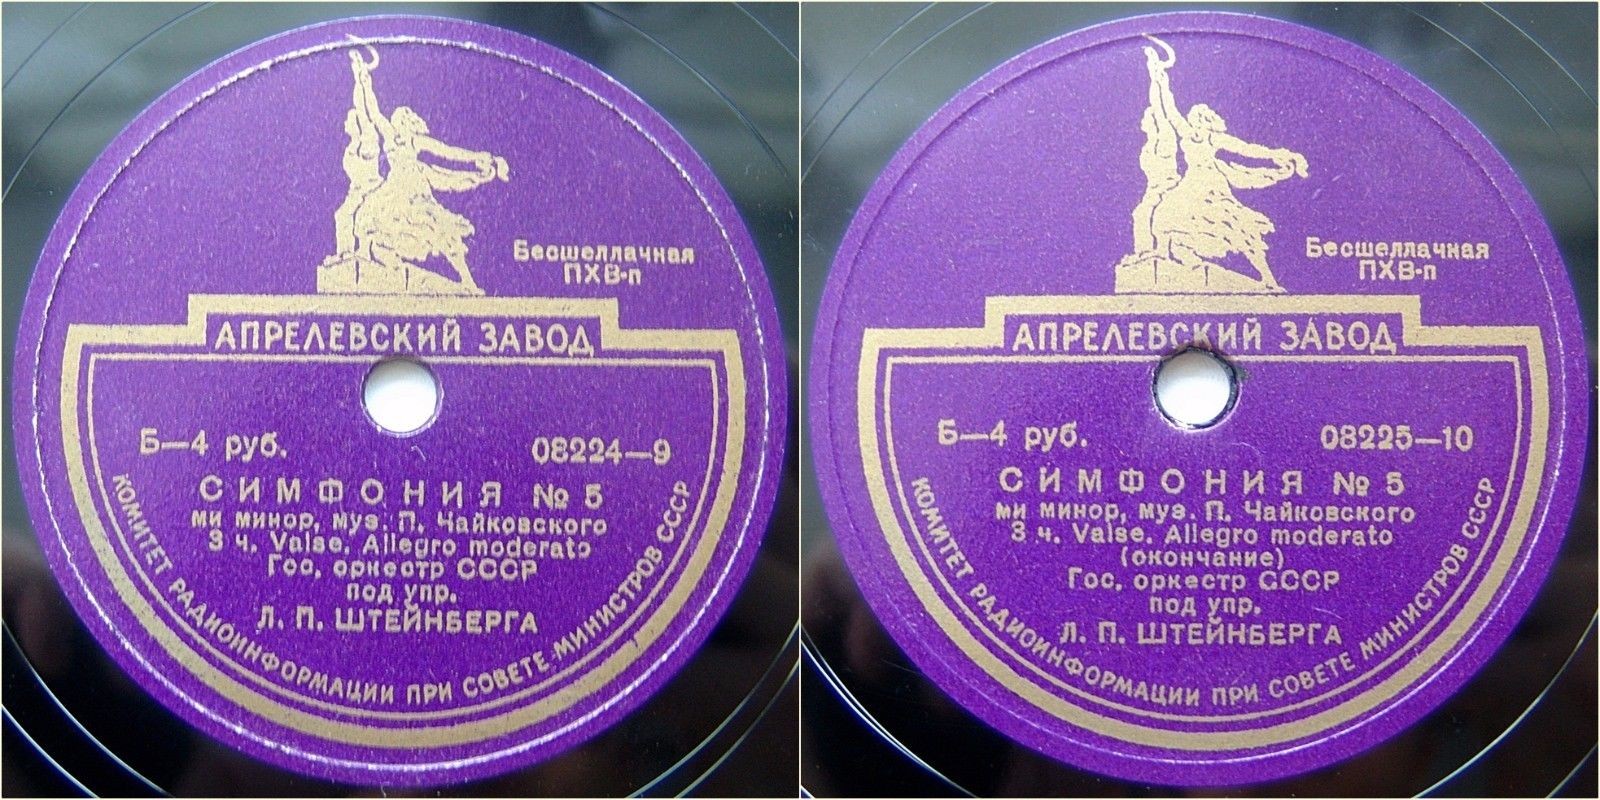 Бесшеллачная
ПХВ-п
АПРЕЛЕВСКИЙ ЗАВОД
Б—4 руб. 08224—9
СИМФОНИЯ № 5
ми минор, муз. П. Чайковского
3 ч. Valse. Allegro moderato
Гос. оркестр СССР
под упр.
Л. П. ШТЕЙНБЕРГА
КОМИТЕТ РАДИОИНФОРМАЦИИ ПРИ СОВЕТЕ МИНИСТРОВ СССР
Бесшеллачная
ПХВ-п
АПРЕЛЕВСКИЙ ЗАВОД
Б—4 руб. 08225—10
СИМФОНИЯ № 5
ми минор, муз. П. Чайковского
3 ч. Valse. Allegro moderato
(окончание)
Гос. оркестр СССР
под упр.
Л. П. ШТЕЙНБЕРГА
КОМИТЕТ РАДИОИНФОРМАЦИИ ПРИ СОВЕТЕ МИНИСТРОВ СССР